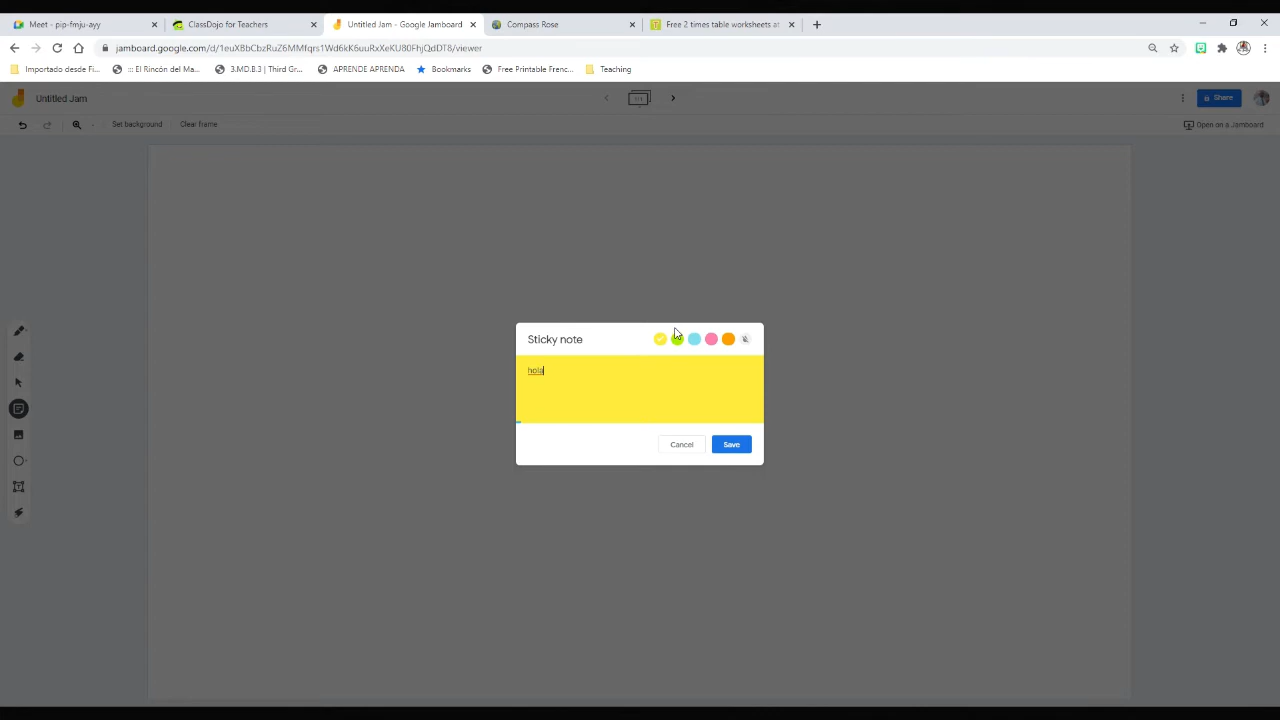 Meet - pip-fmju-ayy
ClassDojo for Teachers
Untitled Jam - Google Jamboard
Compass Rose
Free 2 times table worksheets at
jamboard.google.com/d/1euXBbCbzRuZ6MMfqrs1Wd6kK6uuRxXeKU80FhjQdDT8/viewer
Importado desde Fi...
::: El Rincón del Ma...
3.MD.B.3 | Third Gr...
APRENDE APRENDA
Bookmarks
Free Printable Frenc...
Teaching
Untitled Jam
Share
Set background
Clear frame
Open on a Jamboard
Sticky note
hola
Cancel
Save